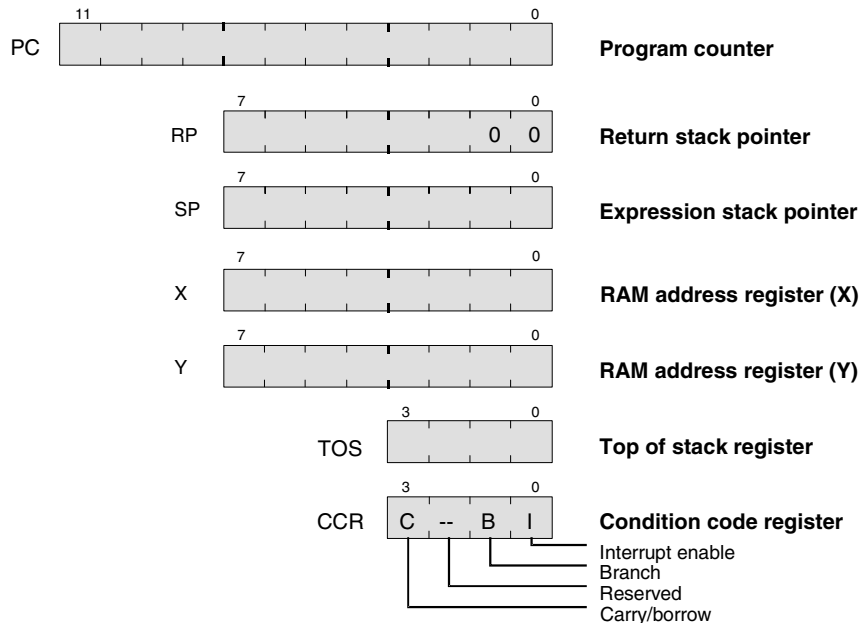 11 0
PC Program counter
7 0
RP 0 0 Return stack pointer
7 0
SP Expression stack pointer
7 0
X RAM address register (X)
7 0
Y RAM address register (Y)
3 0
TOS Top of stack register
3 0
CCR C -- B I Condition code register
Interrupt enable
Branch
Reserved
Carry/borrow